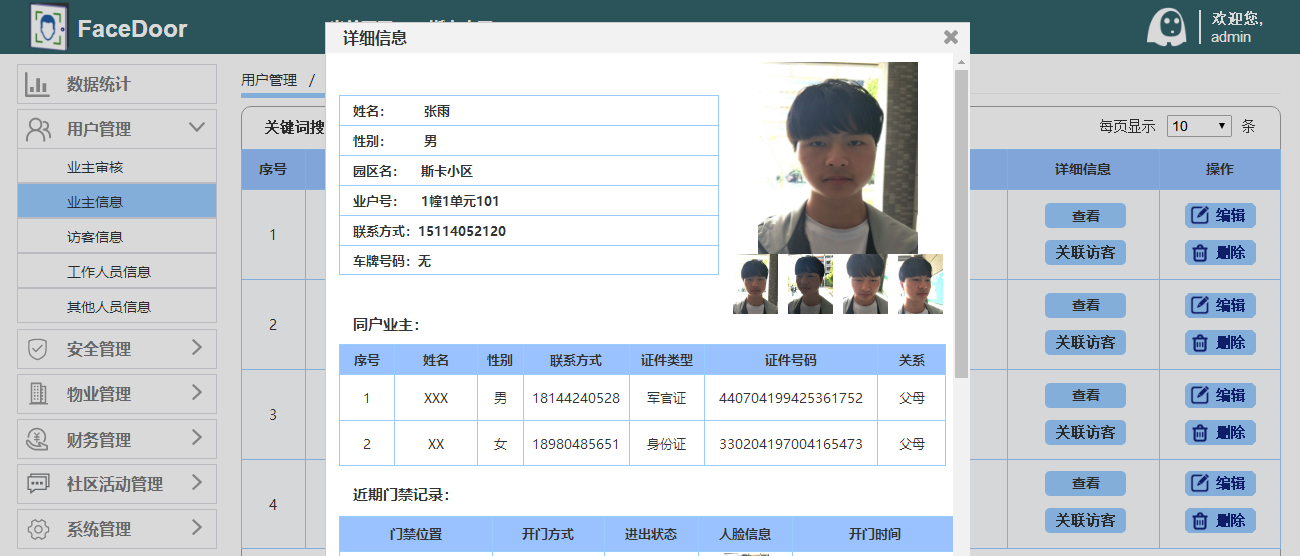 FaceDoor
欢迎您,
admin
数据统计
用户管理
业主审核
业主信息
访客信息
工作人员信息
其他人员信息
安全管理
物业管理
财务管理
社区活动管理
系统管理
用户管理 /
关键词搜
每页显示 10 条
序号 详细信息 操作
1 查看 编辑
关联访客 删除
2 查看 编辑
关联访客 删除
3 查看 编辑
关联访客 删除
4 查看 编辑
关联访客 删除
详细信息
姓名: 张雨
性别: 男
园区名: 斯卡小区
业户号: 1幢1单元101
联系方式: 15114052120
车牌号码: 无
同户业主:
序号 姓名 性别 联系方式 证件类型 证件号码 关系
1 XXX 男 18144240528 军官证 440704199425361752 父母
2 XX 女 18980485651 身份证 330204197004165473 父母
近期门禁记录:
门禁位置 开门方式 进出状态 人脸信息 开门时间